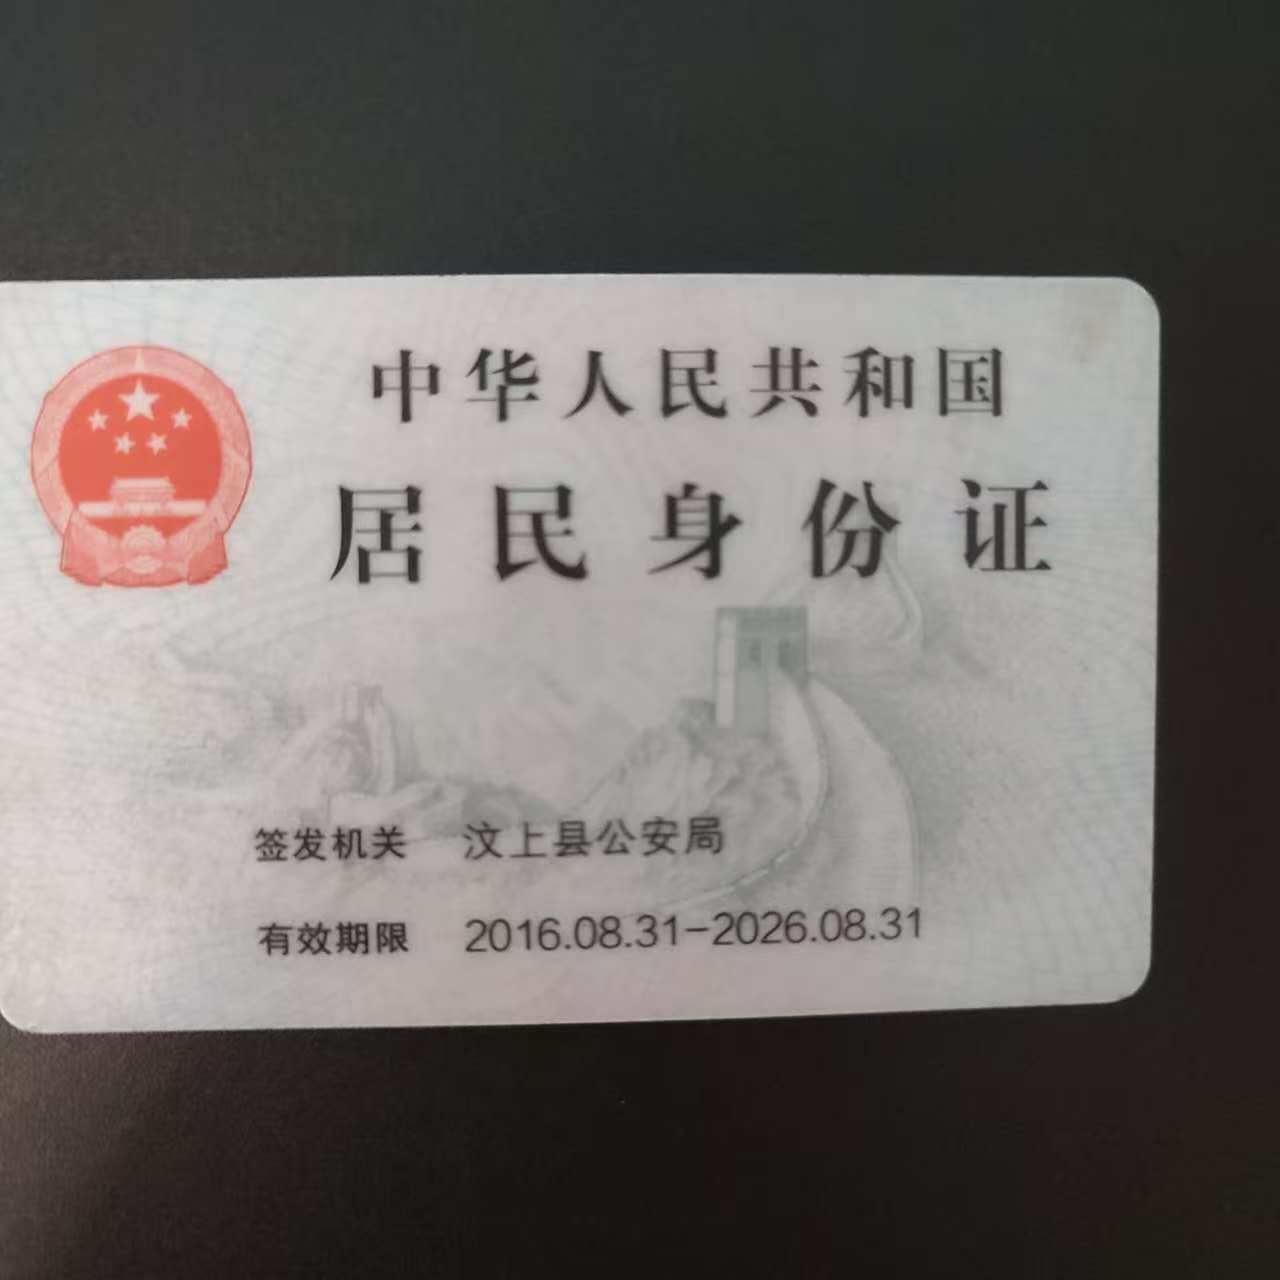 中华人民共和国
居民身份证
签发机关 汶上县公安局
有效期限 2016.08.31-2026.08.31